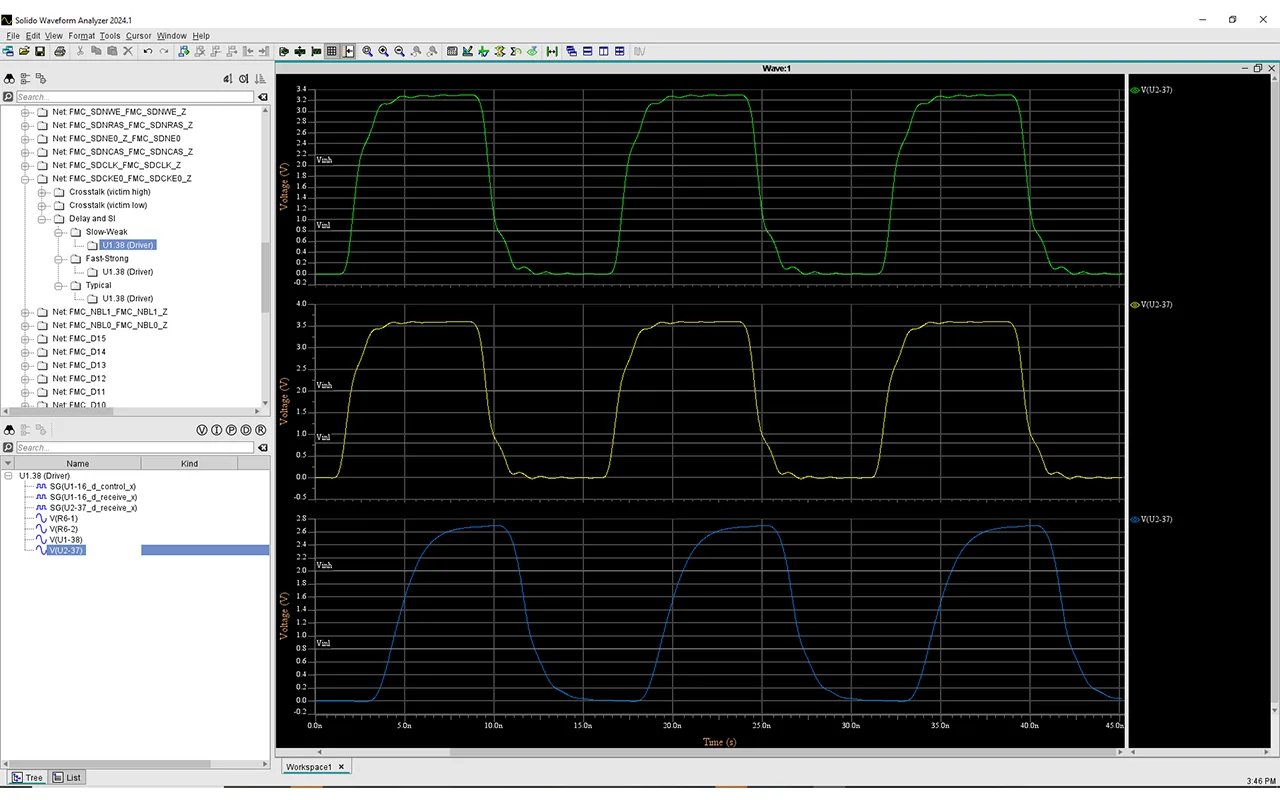 Solido Waveform Analyzer 2024.1
File Edit View Format Tools Cursor Window Help
Wave:1
Search...
Net: FMC_SDNWE_FMC_SDNWE_Z
Net: FMC_SDNRAS_FMC_SDNRAS_Z
Net: FMC_SDNE0_Z_FMC_SDNE0
Net: FMC_SDNCAS_FMC_SDNCAS_Z
Net: FMC_SDCLK_FMC_SDCLK_Z
Net: FMC_SDCKE0_FMC_SDCKE0_Z
Crosstalk (victim high)
Crosstalk (victim low)
Delay and SI
Slow-Weak
U1.38 (Driver)
Fast-Strong
U1.38 (Driver)
Typical
U1.38 (Driver)
Net: FMC_NBL1_FMC_NBL1_Z
Net: FMC_NBL0_FMC_NBL0_Z
Net: FMC_D15
Net: FMC_D14
Net: FMC_D13
Net: FMC_D12
Net: FMC_D11
Net: FMC_D10
V I P D R
Search...
Name Kind
U1.38 (Driver)
SG(U1-16_d_control_x)
SG(U1-16_d_receive_x)
SG(U2-37_d_receive_x)
V(R6-1)
V(R6-2)
V(U1-38)
V(U2-37)
Tree List
Voltage (V)
3.4
3.2
3.0
2.8
2.6
2.4
2.2
2.0
1.8
1.6
1.4
1.2
1.0
0.8
0.6
0.4
0.2
0.0
-0.2
Vinh
Vinl
V(U2-37)
Voltage (V)
4.0
3.5
3.0
2.5
2.0
1.5
1.0
0.5
0.0
-0.5
Vinh
Vinl
V(U2-37)
Voltage (V)
2.8
2.6
2.4
2.2
2.0
1.8
1.6
1.4
1.2
1.0
0.8
0.6
0.4
0.2
0.0
-0.2
Vinh
Vinl
V(U2-37)
0.0n 5.0n 10.0n 15.0n 20.0n 25.0n 30.0n 35.0n 40.0n 45.0n
Time (s)
Workspace1
3:46 PM